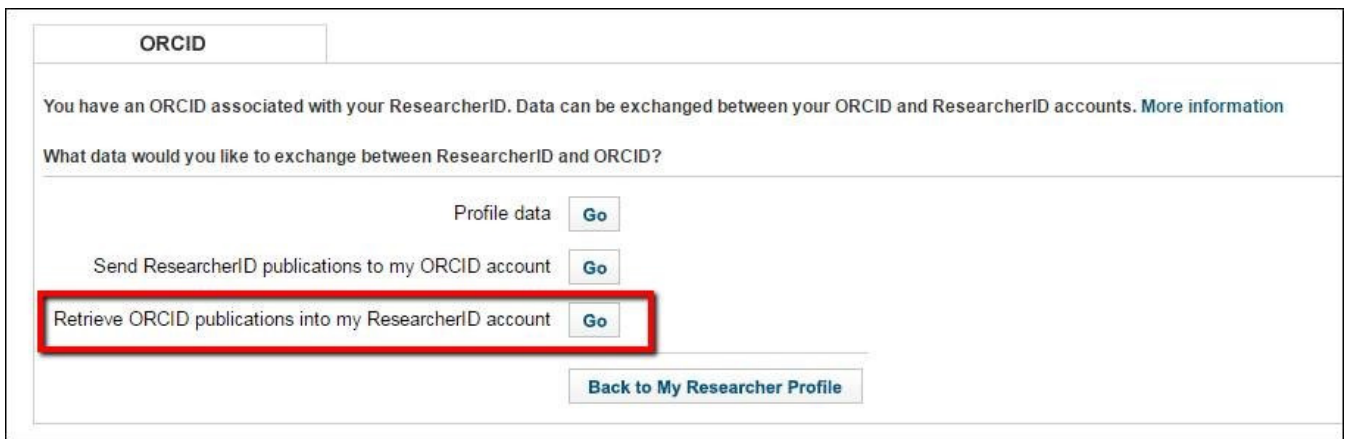 ORCID
You have an ORCID associated with your ResearcherID. Data can be exchanged between your ORCID and ResearcherID accounts. More information
What data would you like to exchange between ResearcherID and ORCID?
Profile data Go
Send ResearcherID publications to my ORCID account Go
Retrieve ORCID publications into my ResearcherID account Go
Back to My Researcher Profile